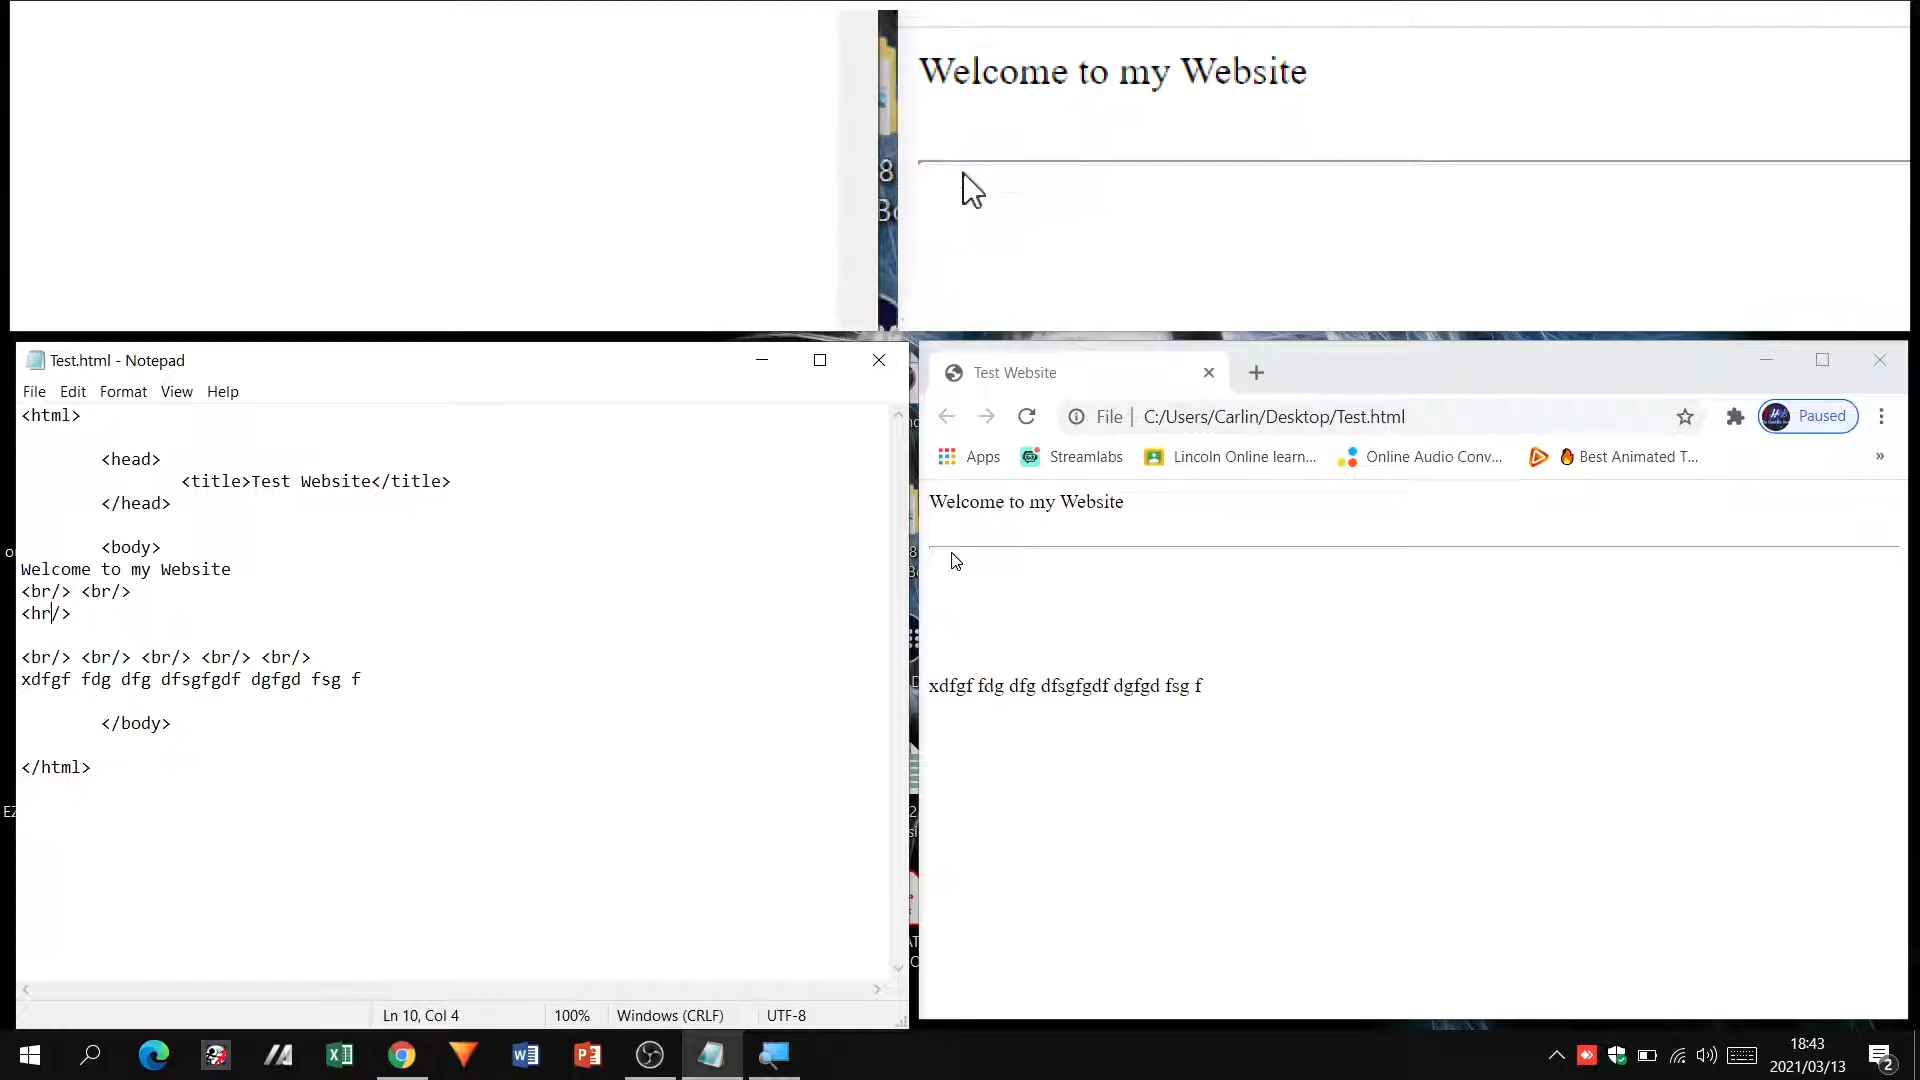 Welcome to my Website
8
Test.html - Notepad
File Edit Format View Help
<html>
<head>
<title>Test Website</title>
</head>
<body>
Welcome to my Website
<br/> <br/>
<hr/>
<br/> <br/> <br/> <br/> <br/>
xdfgf fdg dfg dfsgfgdf dgfgd fsg f
</body>
</html>
Ln 10, Col 4 100% Windows (CRLF) UTF-8
Test Website
File C:/Users/Carlin/Desktop/Test.html Paused
Apps Streamlabs Lincoln Online learn... Online Audio Conv... Best Animated T... »
Welcome to my Website
xdfgf fdg dfg dfsgfgdf dgfgd fsg f
18:43
2021/03/13
2